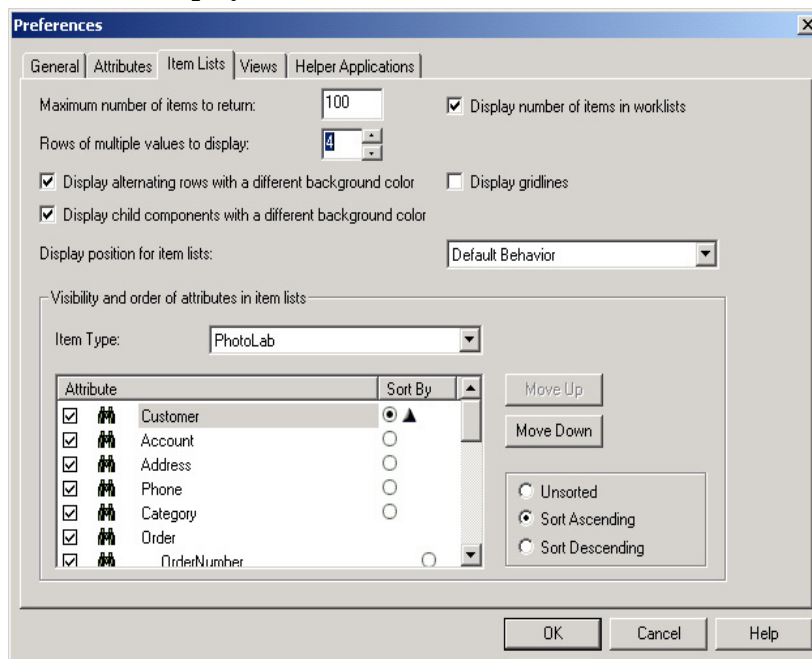 Preferences
General Attributes Item Lists Views Helper Applications
Maximum number of items to return: 100 Display number of items in worklists
Rows of multiple values to display: 4
Display alternating rows with a different background color Display gridlines
Display child components with a different background color
Display position for item lists: Default Behavior
Visibility and order of attributes in item lists
Item Type: PhotoLab
Attribute Sort By Move Up
Customer
Account Move Down
Address
Phone Unsorted
Category Sort Ascending
Order Sort Descending
OrderNumber
OK Cancel Help